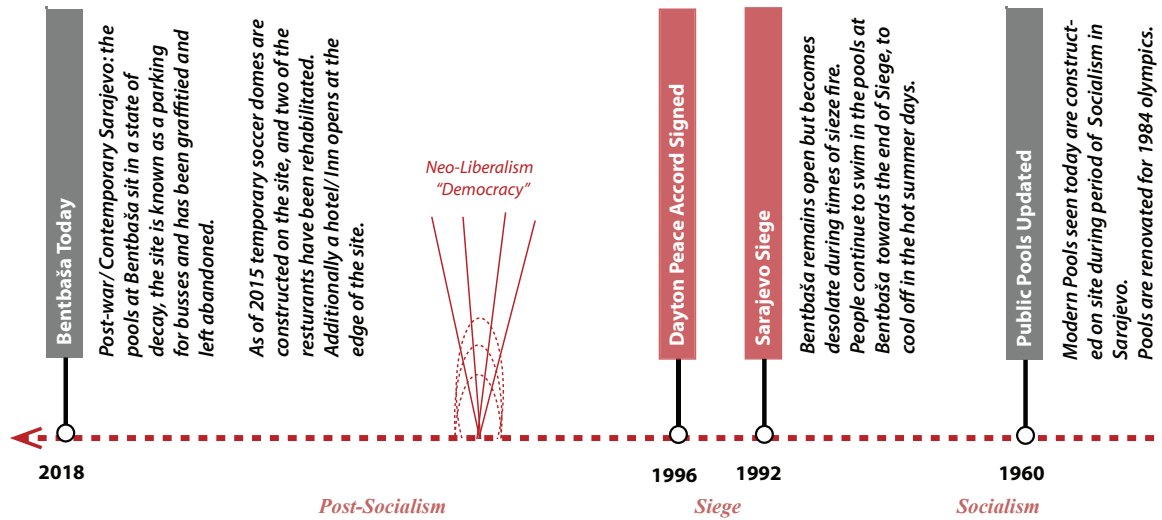 Bentbaša Today
Post-war/ Contemporary Sarajevo: the
pools at Bentbaša sit in a state of
decay, the site is known as a parking
for busses and has been graffitied and
left abandoned.
As of 2015 temporary soccer domes are
constructed on the site, and two of the
resturants have been rehabilitated.
Additionally a hotel/ Inn opens at the
edge of the site.
Neo-Liberalism
“Democracy”
Dayton Peace Accord Signed
Sarajevo Siege
Bentbaša remains open but becomes
desolate during times of sieze fire.
People continue to swim in the pools at
Bentbaša towards the end of Siege, to
cool off in the hot summer days.
Public Pools Updated
Modern Pools seen today are construct-
ed on site during period of Socialism in
Sarajevo.
Pools are renovated for 1984 olympics.
2018
1996
1992
1960
Post-Socialism
Siege
Socialism